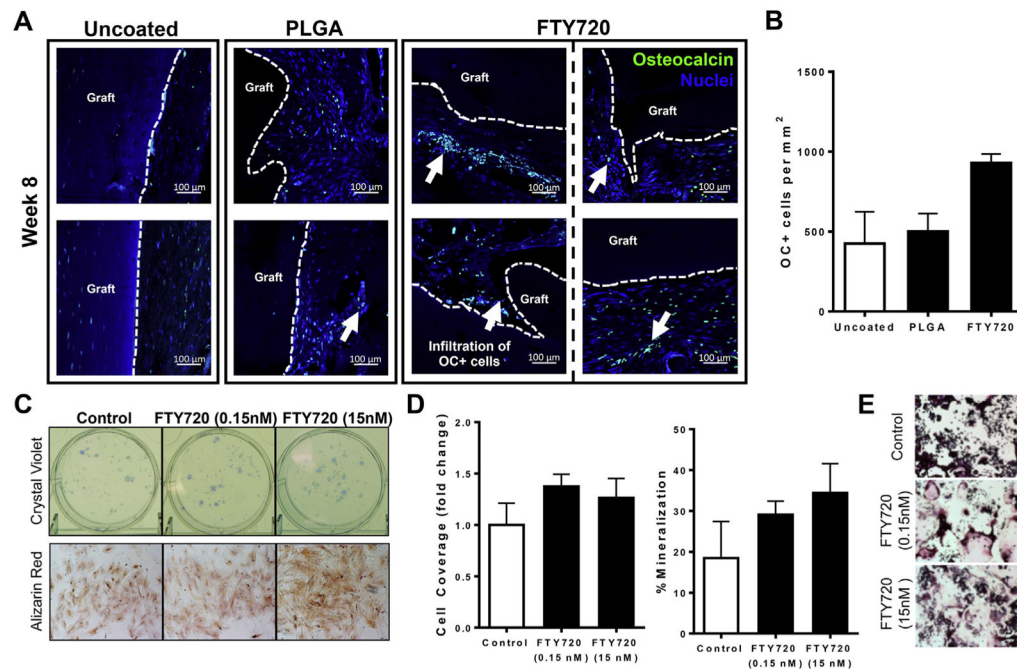 A
Uncoated
PLGA
FTY720
Week 8
Graft
100 µm
Graft
100 µm
Graft
100 µm
Osteocalcin
Nuclei
Graft
100 µm
Graft
100 µm
Graft
100 µm
Graft
Infiltration of
OC+ cells
100 µm
Graft
100 µm
B
OC+ cells per mm²
1500
1000
500
0
Uncoated
PLGA
FTY720
C
Control
FTY720 (0.15nM)
FTY720 (15nM)
Crystal Violet
Alizarin Red
D
Cell Coverage (fold change)
2.0
1.5
1.0
0.5
0.0
Control
FTY720
(0.15 nM)
FTY720
(15 nM)
%Mineralization
50
40
30
20
10
0
Control
FTY720
(0.15 nM)
FTY720
(15 nM)
E
Control
FTY720
(0.15nM)
FTY720
(15nM)